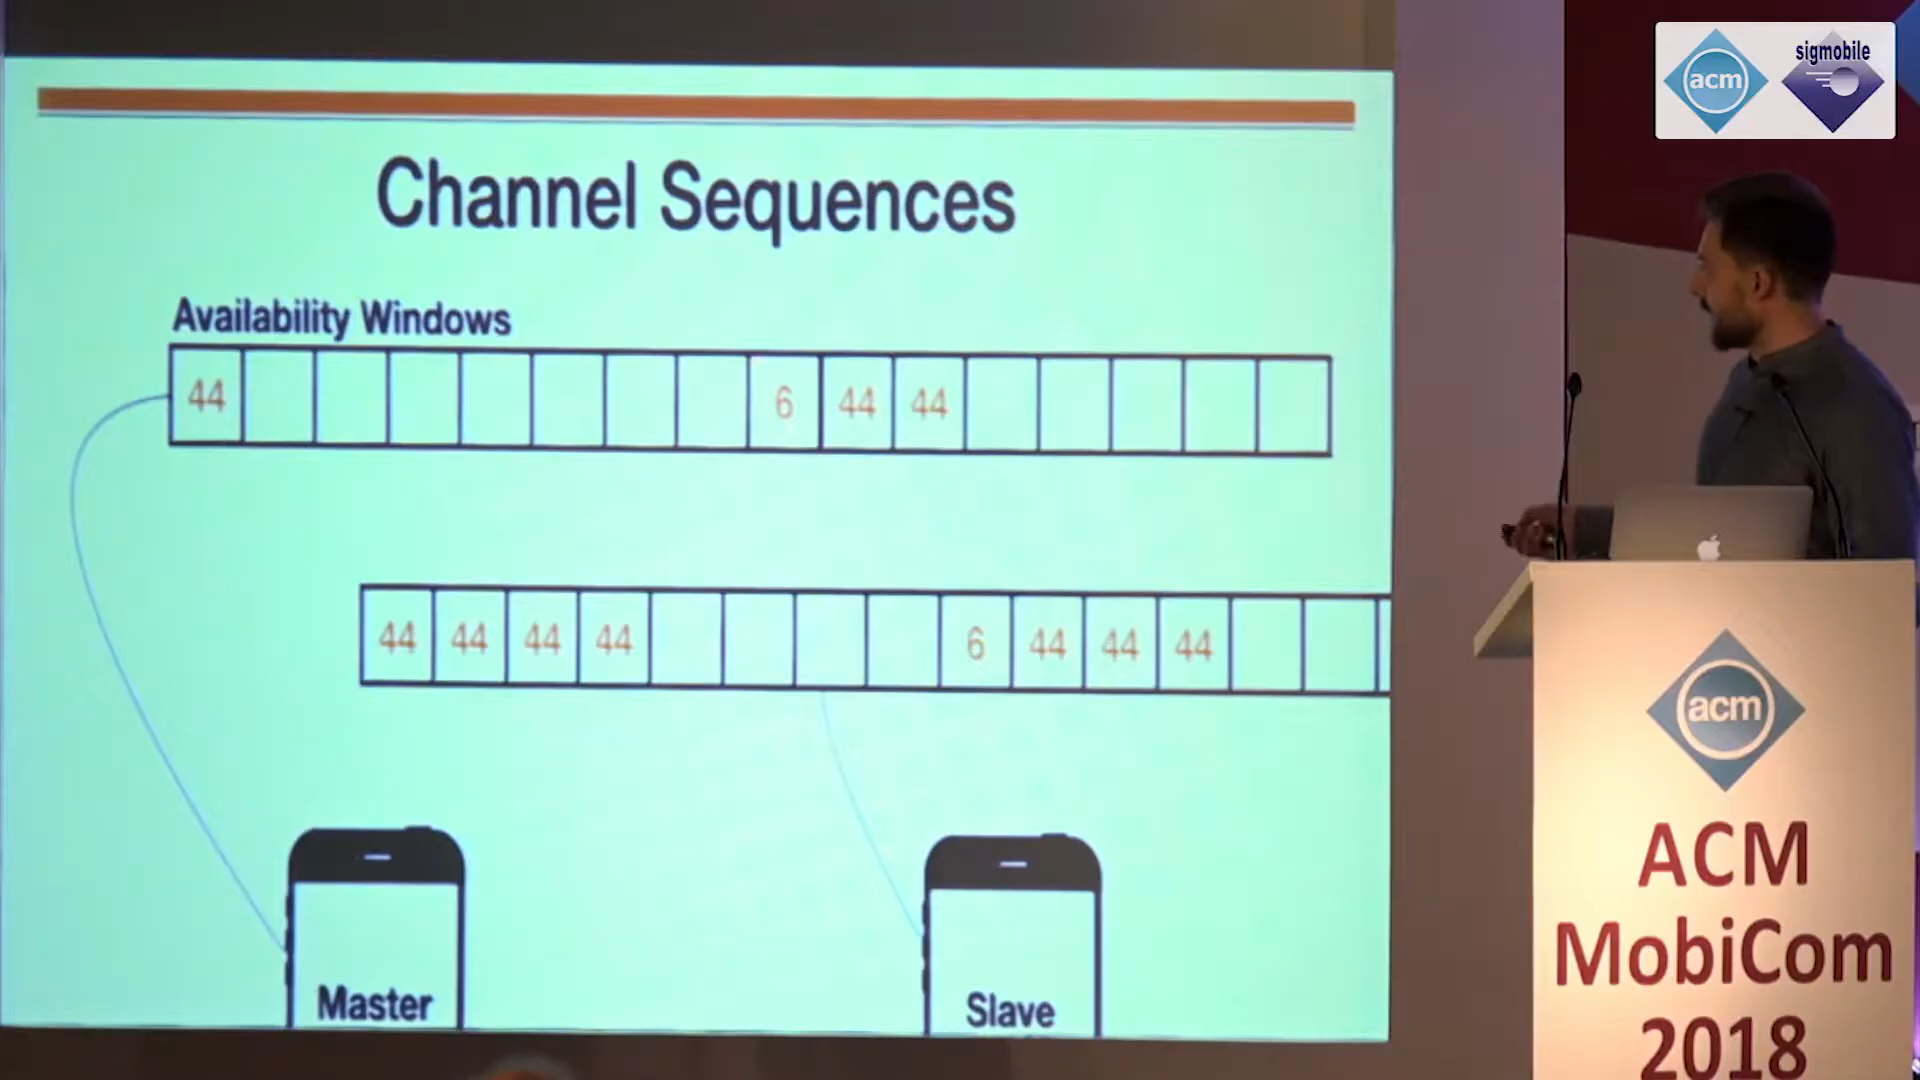 acm
sigmobile
Channel Sequences
Availability Windows
44 6 44 44
44 44 44 44 6 44 44 44
Master
Slave
acm
ACM
MobiCom
2018